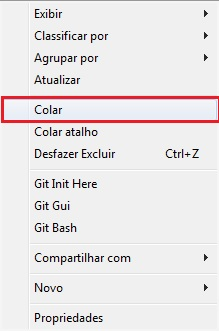 Exibir
Classificar por
Agrupar por
Atualizar
Colar
Colar atalho
Desfazer Excluir Ctrl+Z
Git Init Here
Git Gui
Git Bash
Compartilhar com
Novo
Propriedades